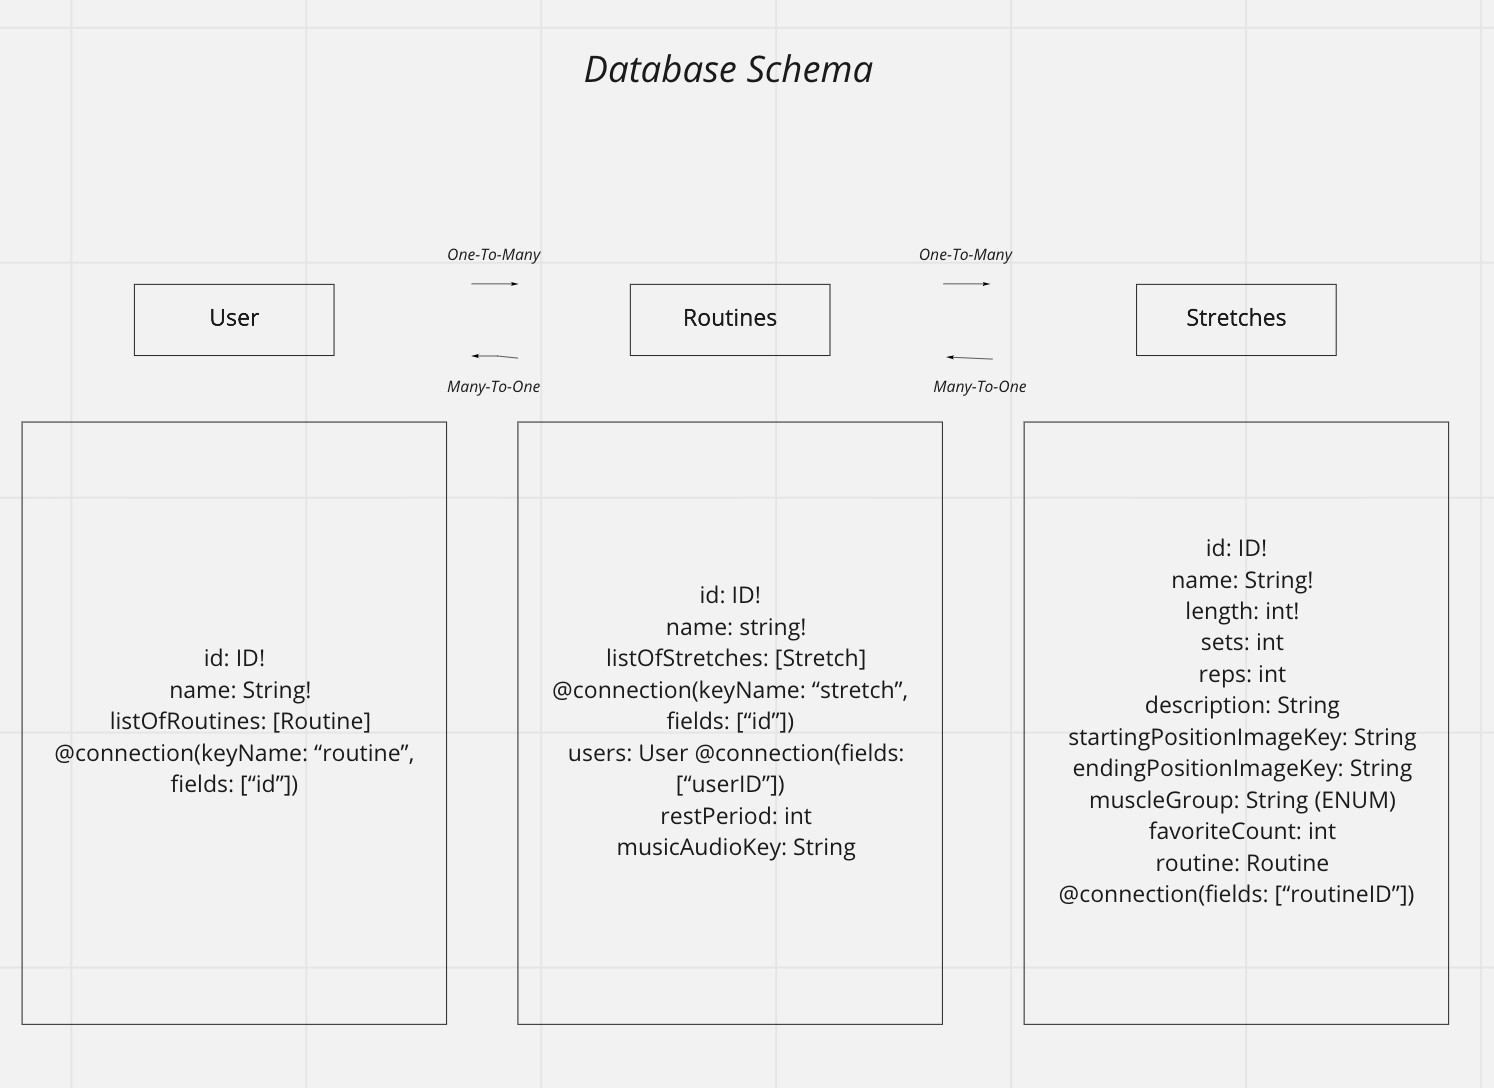 Database Schema
One-To-Many
One-To-Many
User
Routines
Stretches
Many-To-One
Many-To-One
id: ID!
name: String!
listOfRoutines: [Routine]
@connection(keyName: “routine”,
fields: [“id”])
id: ID!
name: string!
listOfStretches: [Stretch]
@connection(keyName: “stretch”,
fields: [“id”])
users: User @connection(fields:
[“userID”])
restPeriod: int
musicAudioKey: String
id: ID!
name: String!
length: int!
sets: int
reps: int
description: String
startingPositionImageKey: String
endingPositionImageKey: String
muscleGroup: String (ENUM)
favoriteCount: int
routine: Routine
@connection(fields: [“routineID”])